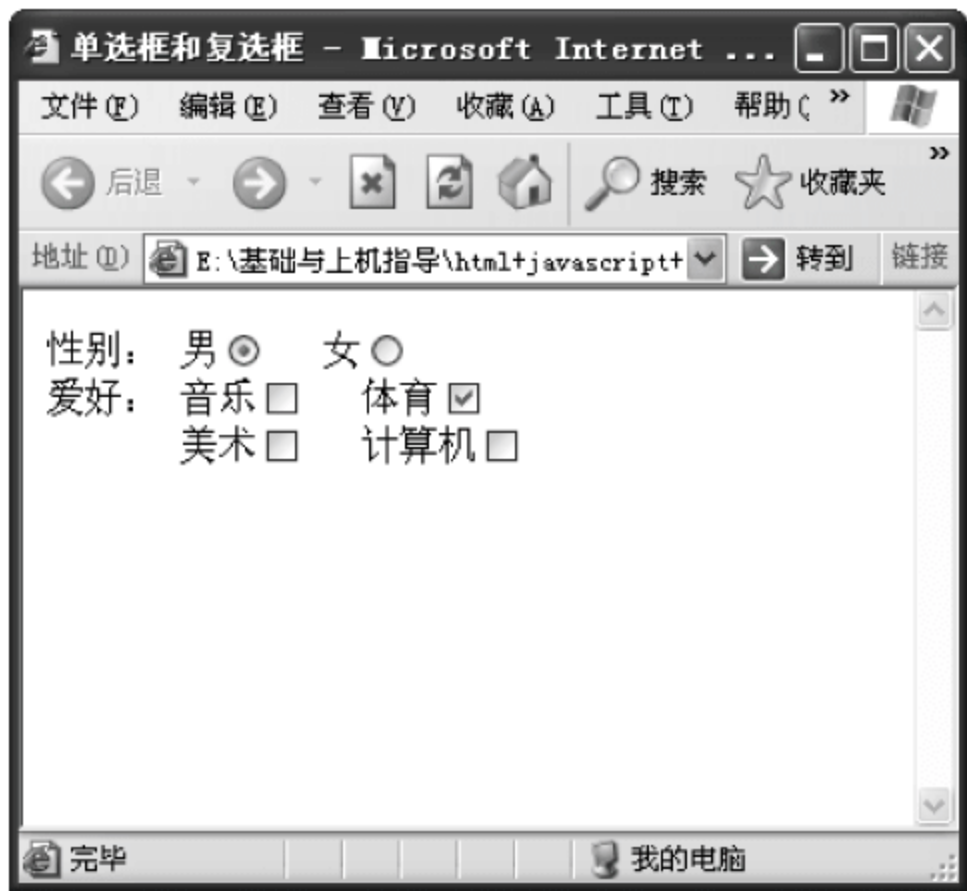 单选框和复选框 - Microsoft Internet ...
文件(F) 编辑(E) 查看(V) 收藏(A) 工具(T) 帮助( »
后退 搜索 收藏夹 »
地址(D) E:\基础与上机指导\html+javascript+ 转到 链接
性别： 男 女
爱好： 音乐 体育
美术 计算机
完毕 我的电脑